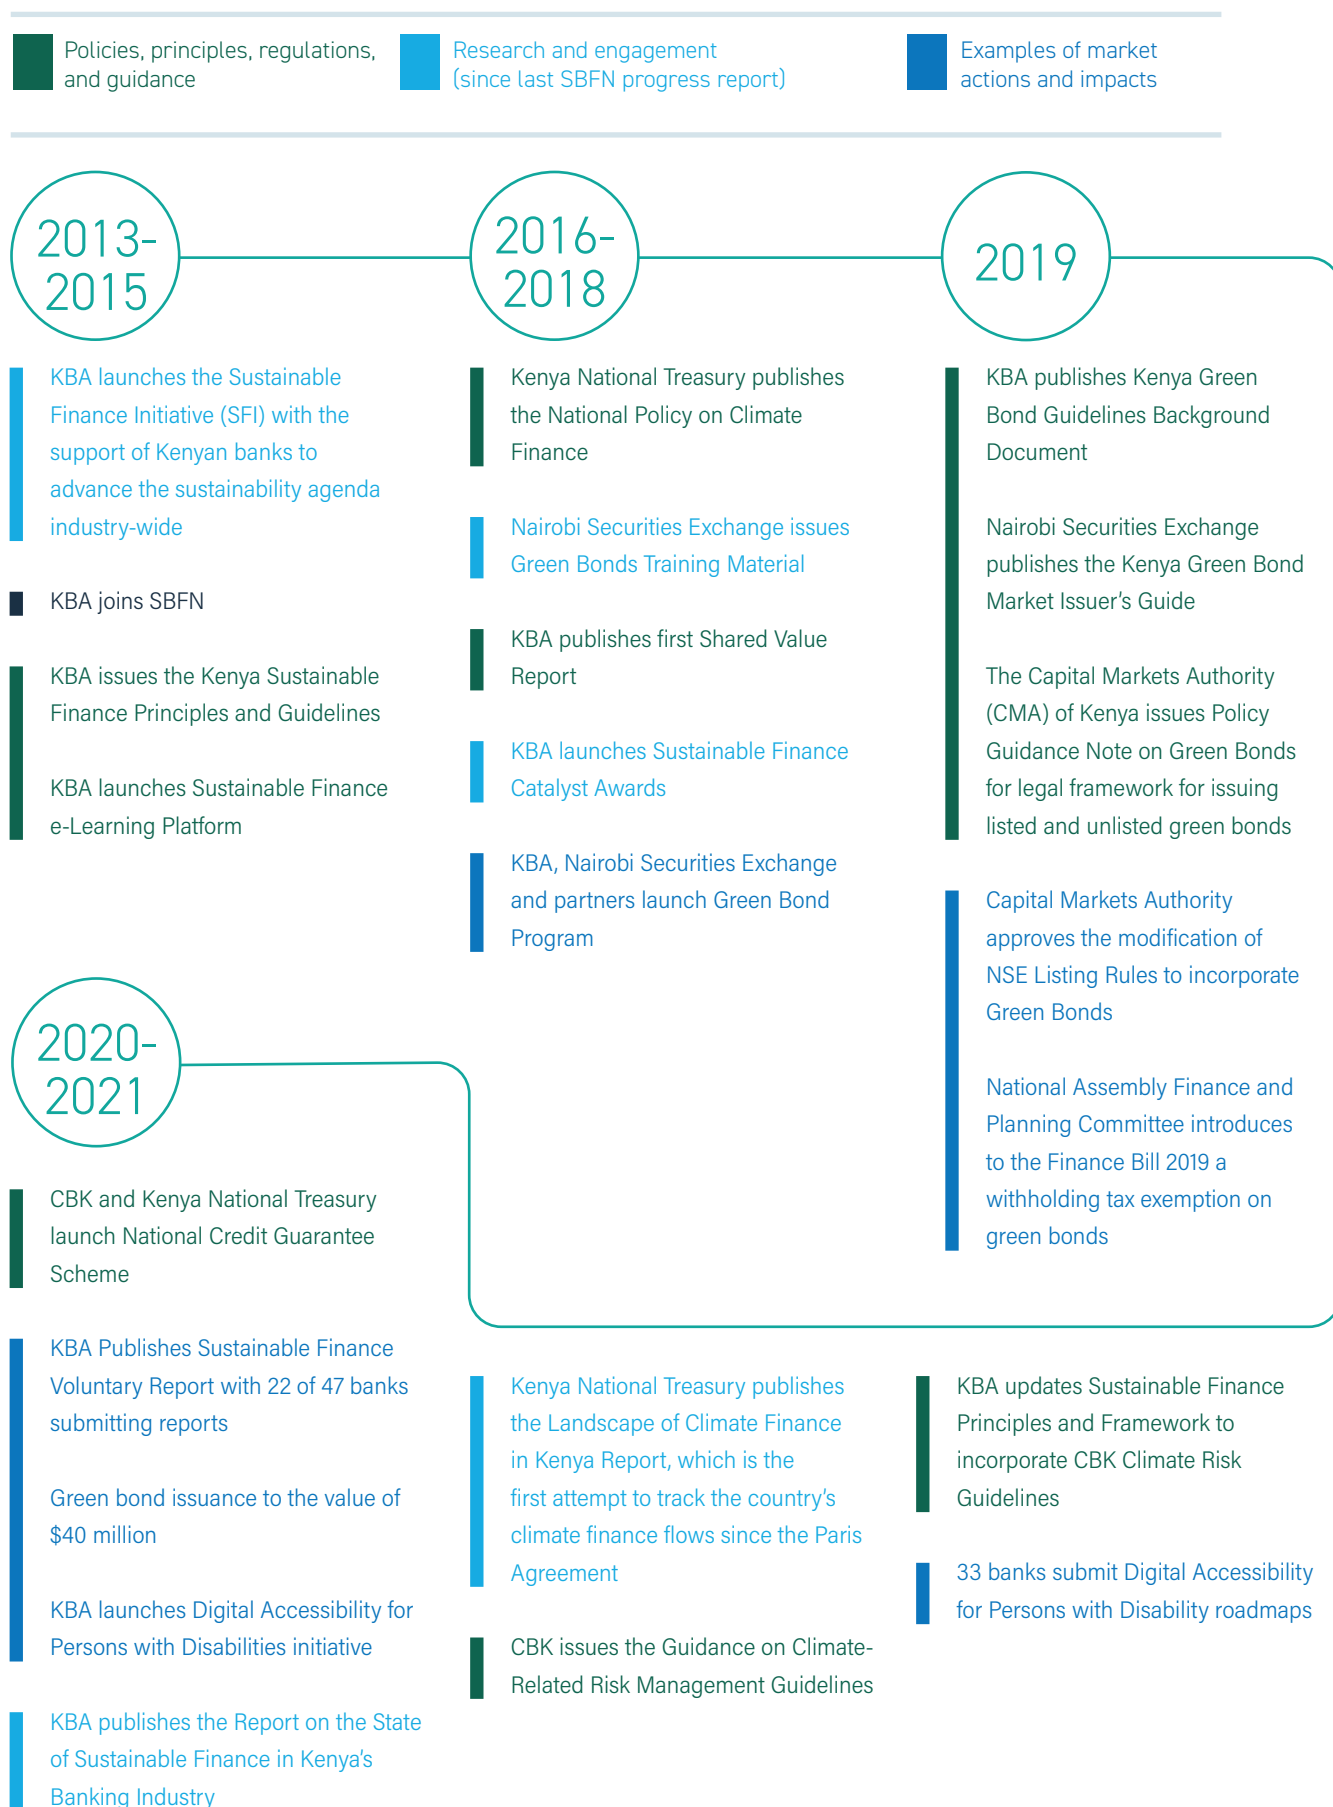 Policies, principles, regulations,
and guidance
Research and engagement
(since last SBFN progress report)
Examples of market
actions and impacts
2013-
2015
KBA launches the Sustainable
Finance Initiative (SFI) with the
support of Kenyan banks to
advance the sustainability agenda
industry-wide
KBA joins SBFN
KBA issues the Kenya Sustainable
Finance Principles and Guidelines
KBA launches Sustainable Finance
e-Learning Platform
2016-
2018
Kenya National Treasury publishes
the National Policy on Climate
Finance
Nairobi Securities Exchange issues
Green Bonds Training Material
KBA publishes first Shared Value
Report
KBA launches Sustainable Finance
Catalyst Awards
KBA, Nairobi Securities Exchange
and partners launch Green Bond
Program
2019
KBA publishes Kenya Green
Bond Guidelines Background
Document
Nairobi Securities Exchange
publishes the Kenya Green Bond
Market Issuer's Guide
The Capital Markets Authority
(CMA) of Kenya issues Policy
Guidance Note on Green Bonds
for legal framework for issuing
listed and unlisted green bonds
Capital Markets Authority
approves the modification of
NSE Listing Rules to incorporate
Green Bonds
National Assembly Finance and
Planning Committee introduces
to the Finance Bill 2019 a
withholding tax exemption on
green bonds
2020-
2021
CBK and Kenya National Treasury
launch National Credit Guarantee
Scheme
KBA Publishes Sustainable Finance
Voluntary Report with 22 of 47 banks
submitting reports
Green bond issuance to the value of
$40 million
KBA launches Digital Accessibility for
Persons with Disabilities initiative
KBA publishes the Report on the State
of Sustainable Finance in Kenya's
Banking Industry
Kenya National Treasury publishes
the Landscape of Climate Finance
in Kenya Report, which is the
first attempt to track the country's
climate finance flows since the Paris
Agreement
CBK issues the Guidance on Climate-
Related Risk Management Guidelines
KBA updates Sustainable Finance
Principles and Framework to
incorporate CBK Climate Risk
Guidelines
33 banks submit Digital Accessibility
for Persons with Disability roadmaps